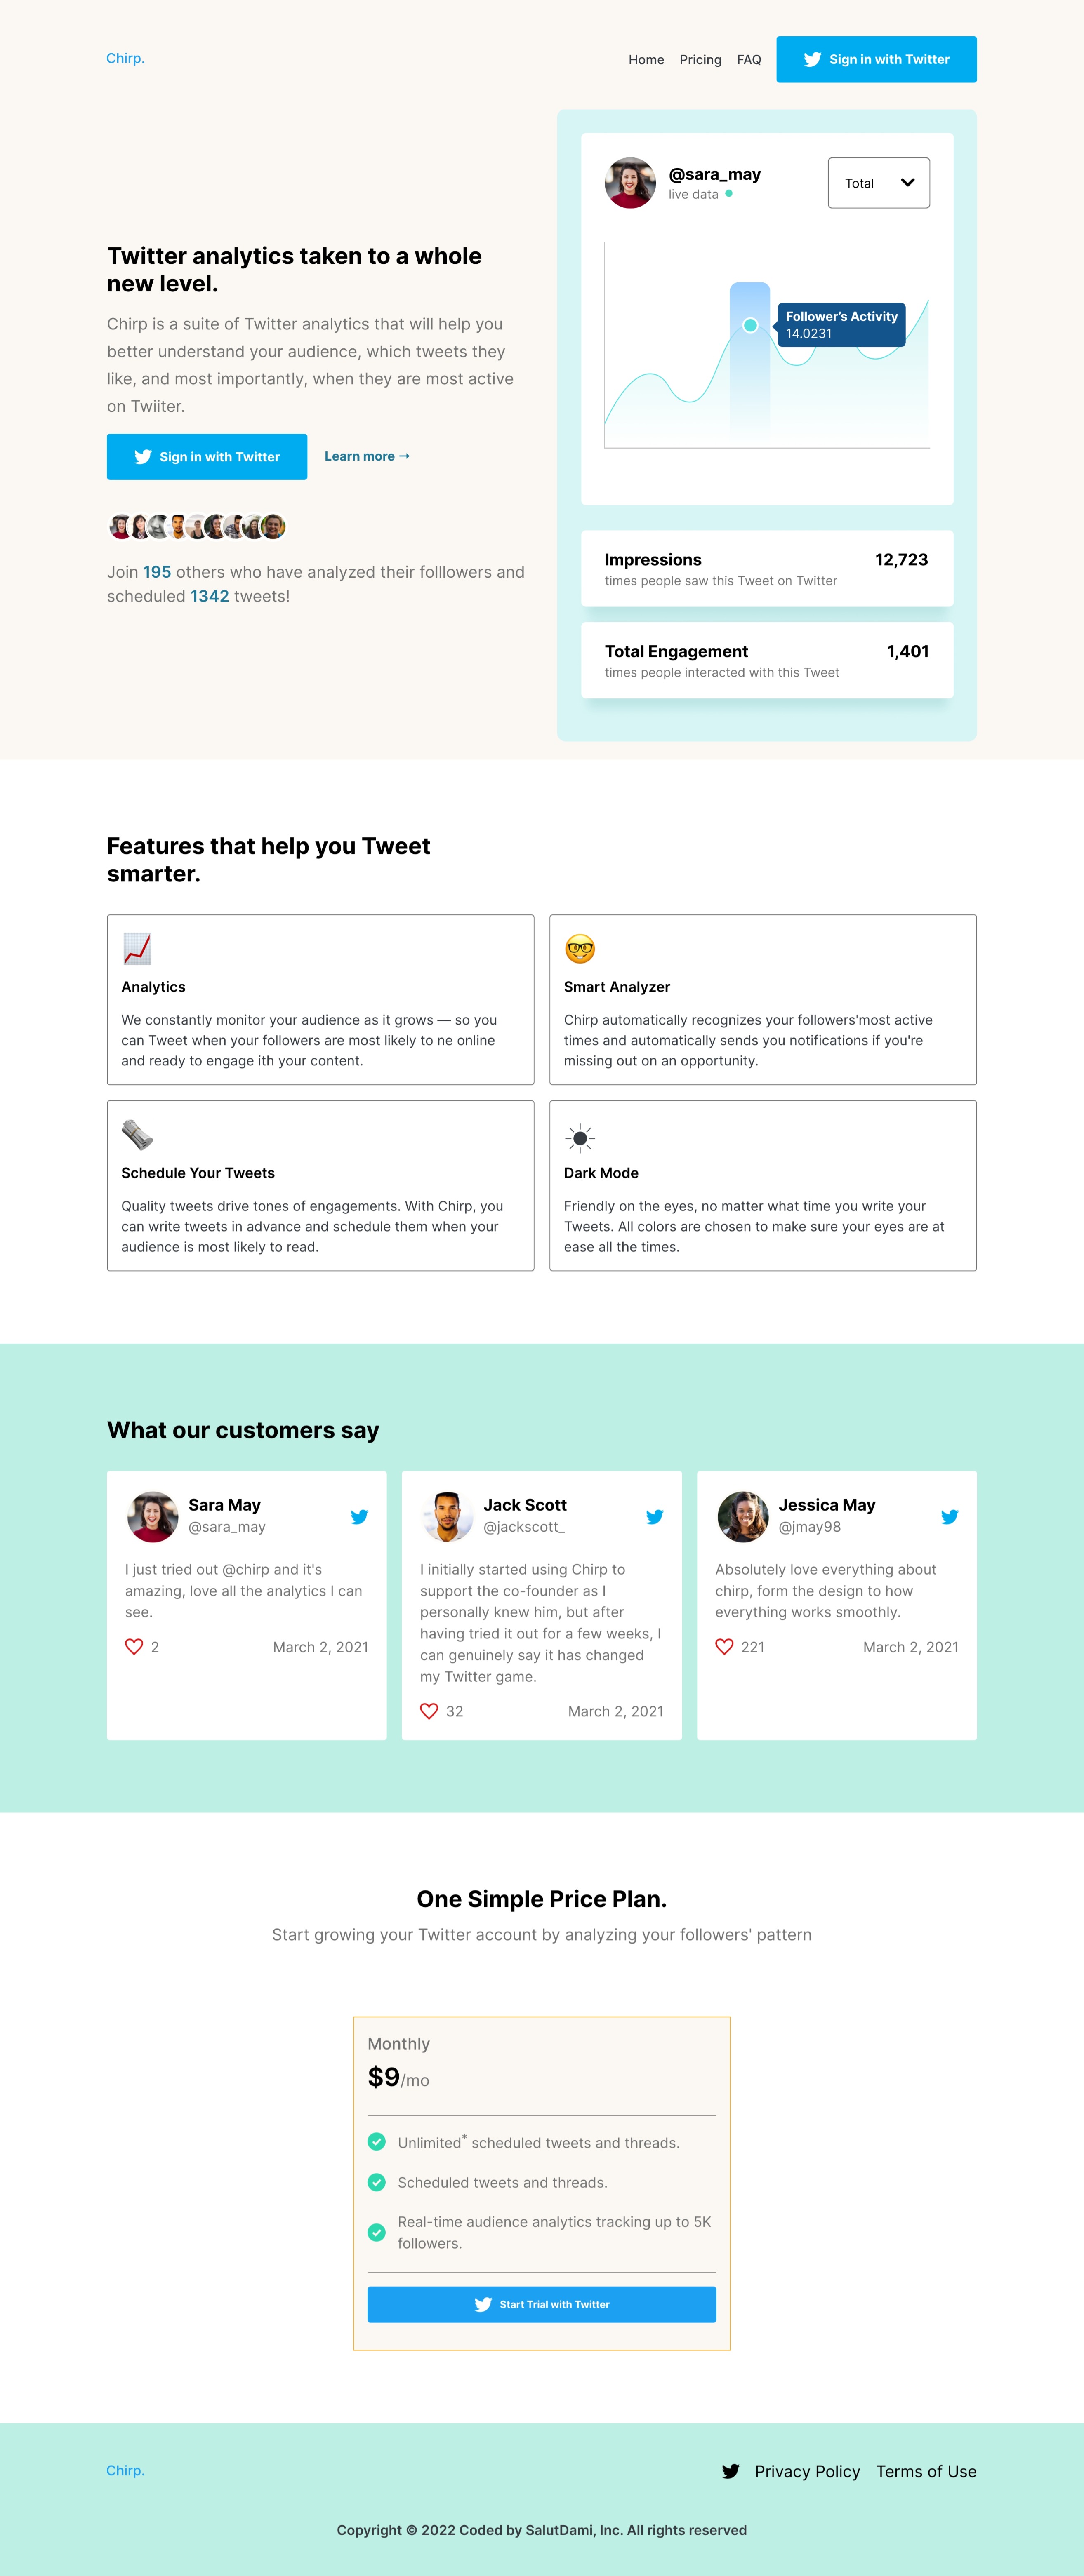 Chirp.
Home Pricing FAQ Sign in with Twitter
Twitter analytics taken to a whole
new level.
Chirp is a suite of Twitter analytics that will help you
better understand your audience, which tweets they
like, and most importantly, when they are most active
on Twiiter.
Sign in with Twitter Learn more →
Join 195 others who have analyzed their folllowers and
scheduled 1342 tweets!
@sara_may
live data
Total
Follower's Activity
14.0231
Impressions 12,723
times people saw this Tweet on Twitter
Total Engagement 1,401
times people interacted with this Tweet
Features that help you Tweet
smarter.
Analytics
We constantly monitor your audience as it grows — so you
can Tweet when your followers are most likely to ne online
and ready to engage ith your content.
Smart Analyzer
Chirp automatically recognizes your followers'most active
times and automatically sends you notifications if you're
missing out on an opportunity.
Schedule Your Tweets
Quality tweets drive tones of engagements. With Chirp, you
can write tweets in advance and schedule them when your
audience is most likely to read.
Dark Mode
Friendly on the eyes, no matter what time you write your
Tweets. All colors are chosen to make sure your eyes are at
ease all the times.
What our customers say
Sara May
@sara_may
I just tried out @chirp and it's
amazing, love all the analytics I can
see.
2 March 2, 2021
Jack Scott
@jackscott_
I initially started using Chirp to
support the co-founder as I
personally knew him, but after
having tried it out for a few weeks, I
can genuinely say it has changed
my Twitter game.
32 March 2, 2021
Jessica May
@jmay98
Absolutely love everything about
chirp, form the design to how
everything works smoothly.
221 March 2, 2021
One Simple Price Plan.
Start growing your Twitter account by analyzing your followers' pattern
Monthly
$9/mo
Unlimited* scheduled tweets and threads.
Scheduled tweets and threads.
Real-time audience analytics tracking up to 5K
followers.
Start Trial with Twitter
Chirp.
Privacy Policy Terms of Use
Copyright © 2022 Coded by SalutDami, Inc. All rights reserved